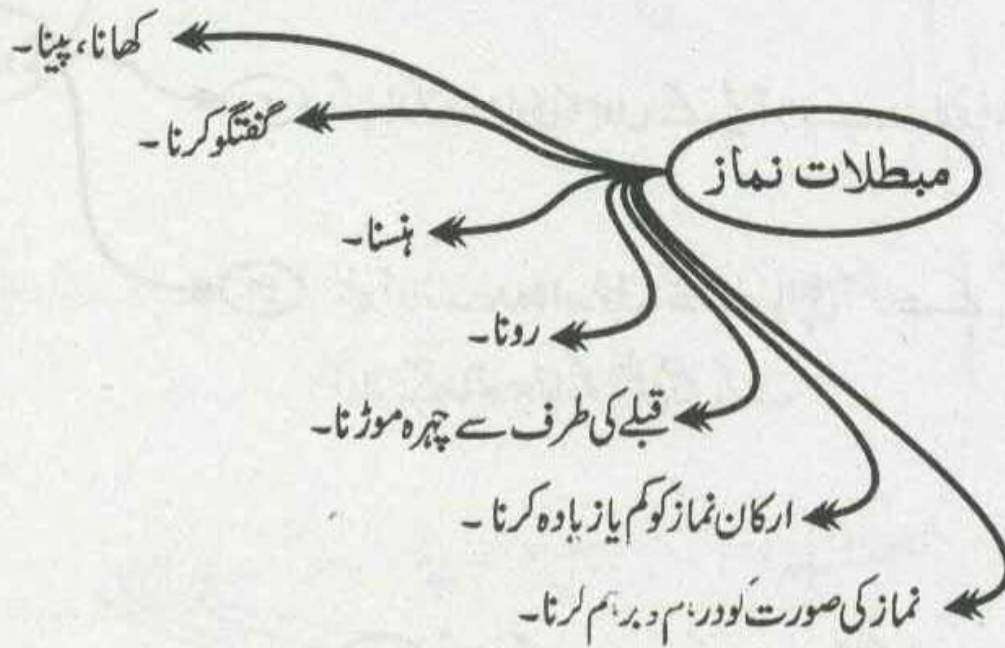 مبطلات نماز
کھانا، پینا۔
گفتگو کرنا۔
ہنسنا۔
رونا۔
قبلے کی طرف سے چہرہ موڑنا۔
ارکان نماز کو کم یا زیادہ کرنا۔
نماز کی صورت کو درہم و برہم کرنا۔